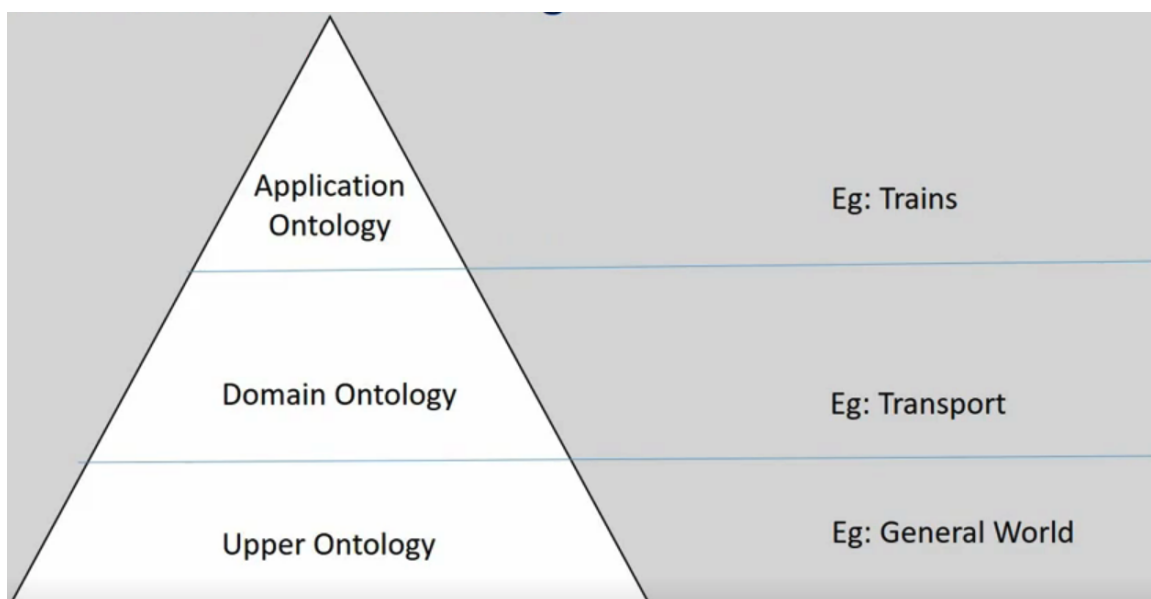 Application
Ontology
Eg: Trains
Domain Ontology
Eg: Transport
Upper Ontology
Eg: General World